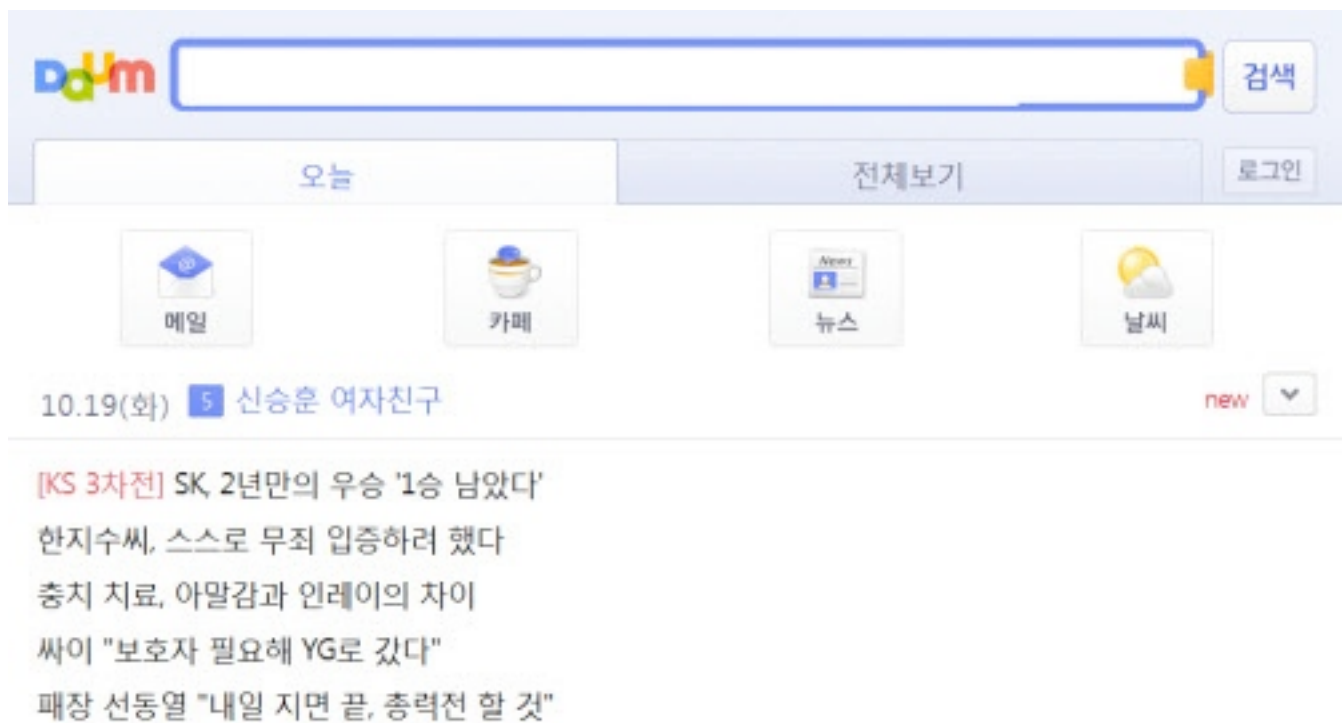 Daum 검색
오늘 전체보기 로그인
@ News
메일 카페 뉴스 날씨
10.19(화) 5 신승훈 여자친구 new
[KS 3차전] SK, 2년만의 우승 '1승 남았다'
한지수씨, 스스로 무죄 입증하려 했다
충치 치료, 아말감과 인레이의 차이
싸이 "보호자 필요해 YG로 갔다"
패장 선동열 "내일 지면 끝, 총력전 할 것"